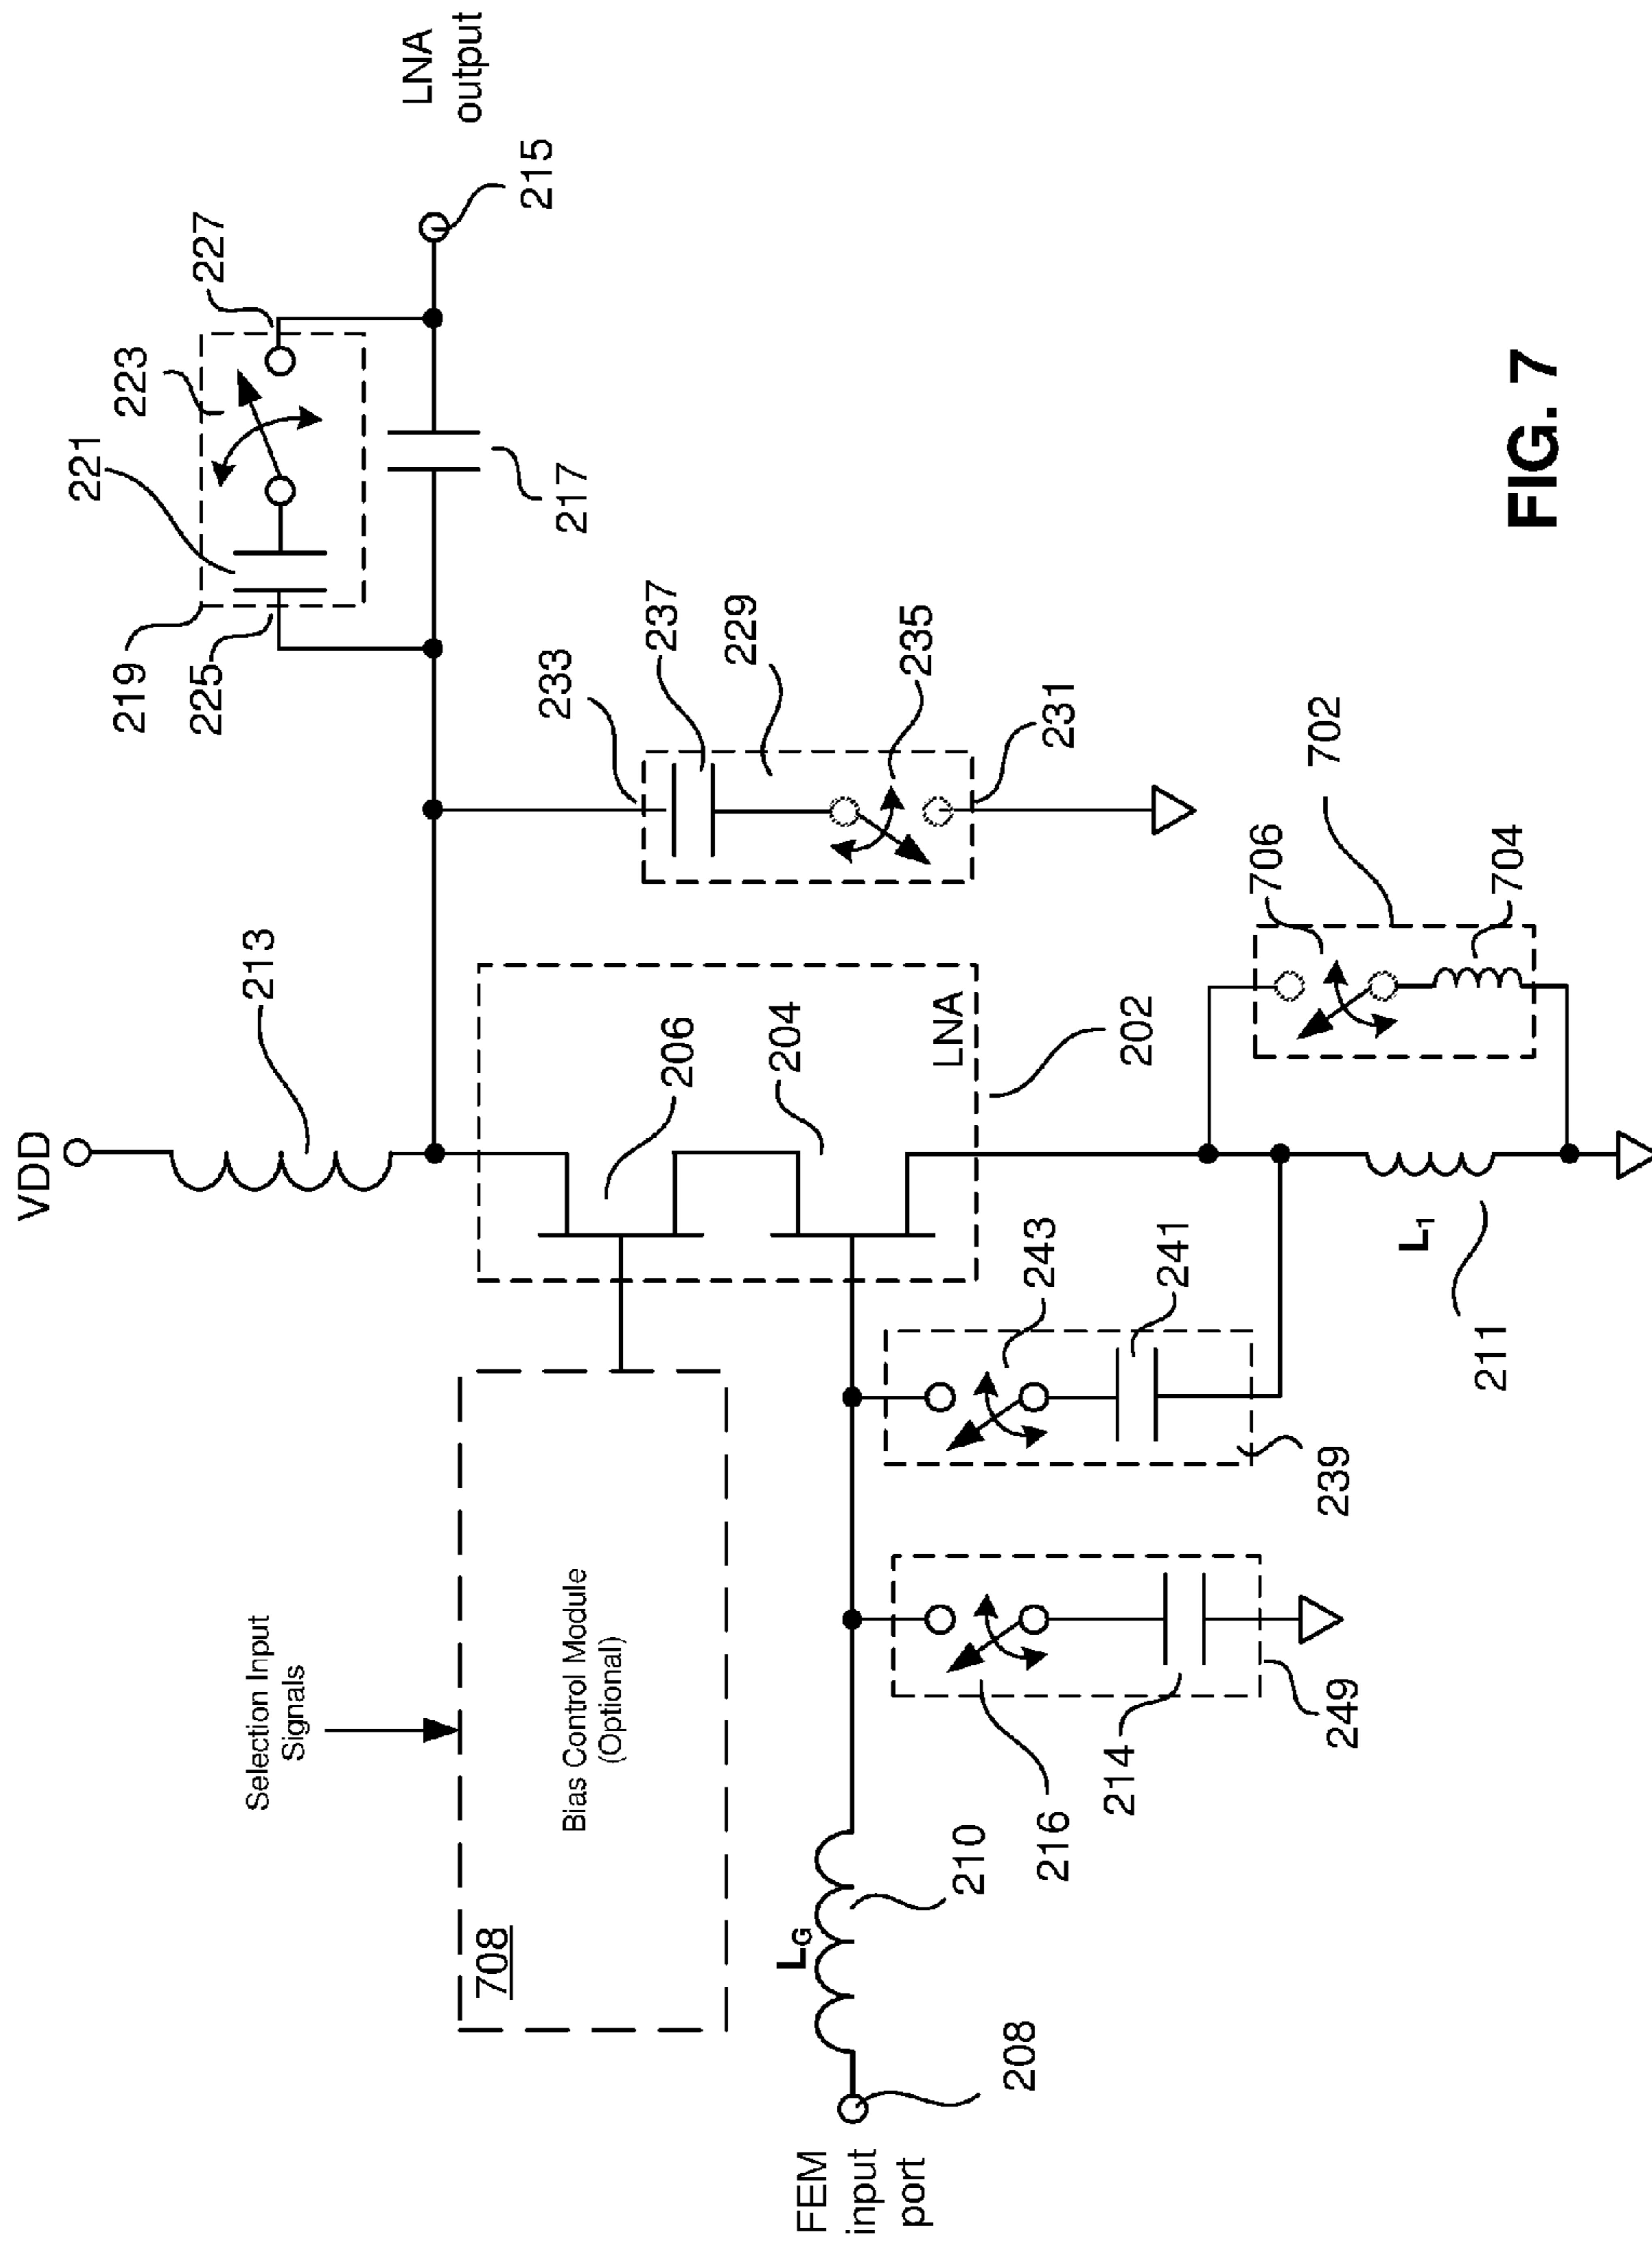 VDD
213
LNA
output
215
227
223
221
219
225
217
233
237
229
235
231
Selection Input
Signals
708
Bias Control Module
(Optional)
206
204
LNA
202
FEM
input
port
208
L_G
210
216
214
249
243
241
239
L_1
211
706
702
704
FIG. 7